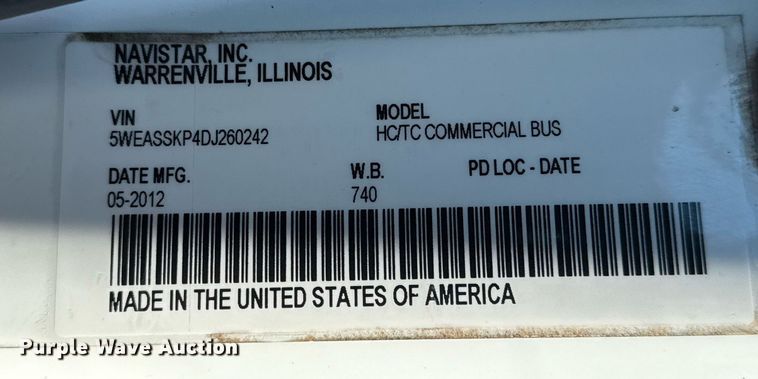 NAVISTAR, INC.
WARRENVILLE, ILLINOIS
VIN MODEL
5WEASSKP4DJ260242 HC/TC COMMERCIAL BUS
DATE MFG. W.B. PD LOC - DATE
05-2012 740
MADE IN THE UNITED STATES OF AMERICA
Purple Wave Auction